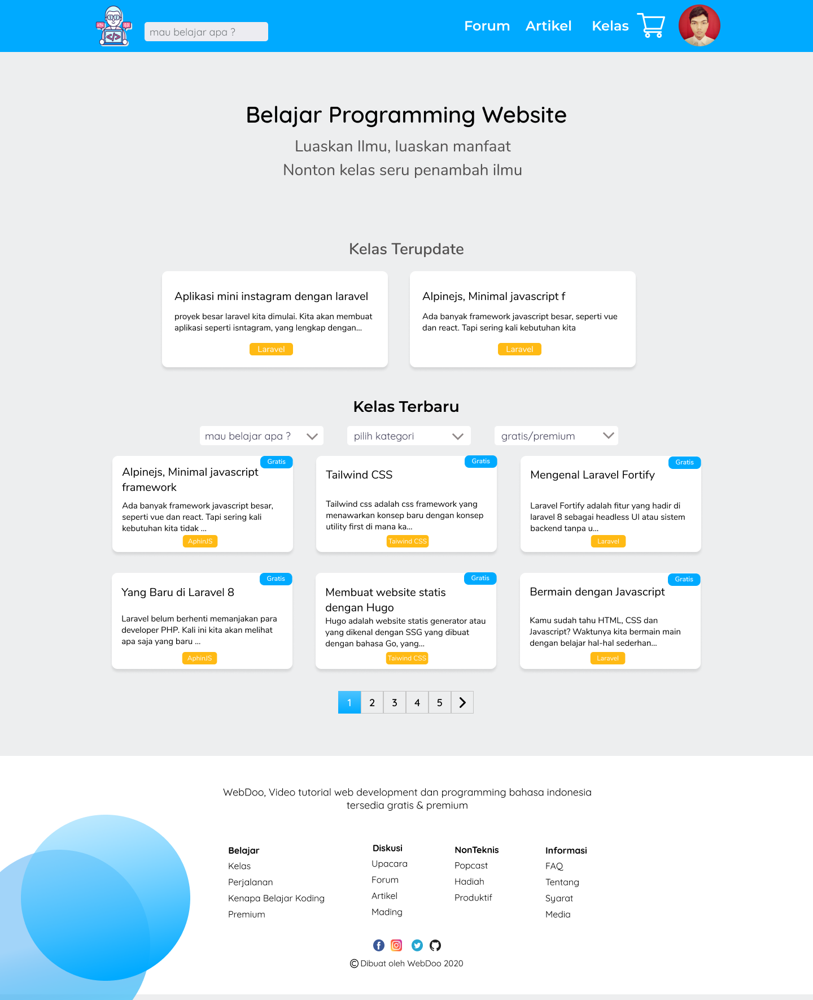 mau belajar apa ?
Forum
Artikel
Kelas
Belajar Programming Website
Luaskan Ilmu, luaskan manfaat
Nonton kelas seru penambah ilmu
Kelas Terupdate
Aplikasi mini instagram dengan laravel
proyek besar laravel kita dimulai. Kita akan membuat
aplikasi seperti isntagram, yang lengkap dengan...
Laravel
Alpinejs, Minimal javascript f
Ada banyak framework javascript besar, seperti vue
dan react. Tapi sering kali kebutuhan kita
Laravel
Kelas Terbaru
mau belajar apa ?
pilih kategori
gratis/premium
Gratis
Alpinejs, Minimal javascript
framework
Ada banyak framework javascript besar,
seperti vue dan react. Tapi sering kali
kebutuhan kita tidak ...
AphinJS
Gratis
Tailwind CSS
Tailwind css adalah css framework yang
menawarkan konsep baru dengan konsep
utility first di mana ka...
Taiwind CSS
Gratis
Mengenal Laravel Fortify
Laravel Fortify adalah fitur yang hadir di
laravel 8 sebagai headless UI atau sistem
backend tanpa u...
Laravel
Gratis
Yang Baru di Laravel 8
Laravel belum berhenti memanjakan para
developer PHP. Kali ini kita akan melihat
apa saja yang baru ...
AphinJS
Gratis
Membuat website statis
dengan Hugo
Hugo adalah website statis generator atau
yang dikenal dengan SSG yang dibuat
dengan bahasa Go, yang...
Taiwind CSS
Gratis
Bermain dengan Javascript
Kamu sudah tahu HTML, CSS dan
Javascript? Waktunya kita bermain main
dengan belajar hal-hal sederhan...
Laravel
1 2 3 4 5
WebDoo, Video tutorial web development dan programming bahasa indonesia
tersedia gratis & premium
Belajar
Kelas
Perjalanan
Kenapa Belajar Koding
Premium
Diskusi
Upacara
Forum
Artikel
Mading
NonTeknis
Popcast
Hadiah
Produktif
Informasi
FAQ
Tentang
Syarat
Media
© Dibuat oleh WebDoo 2020